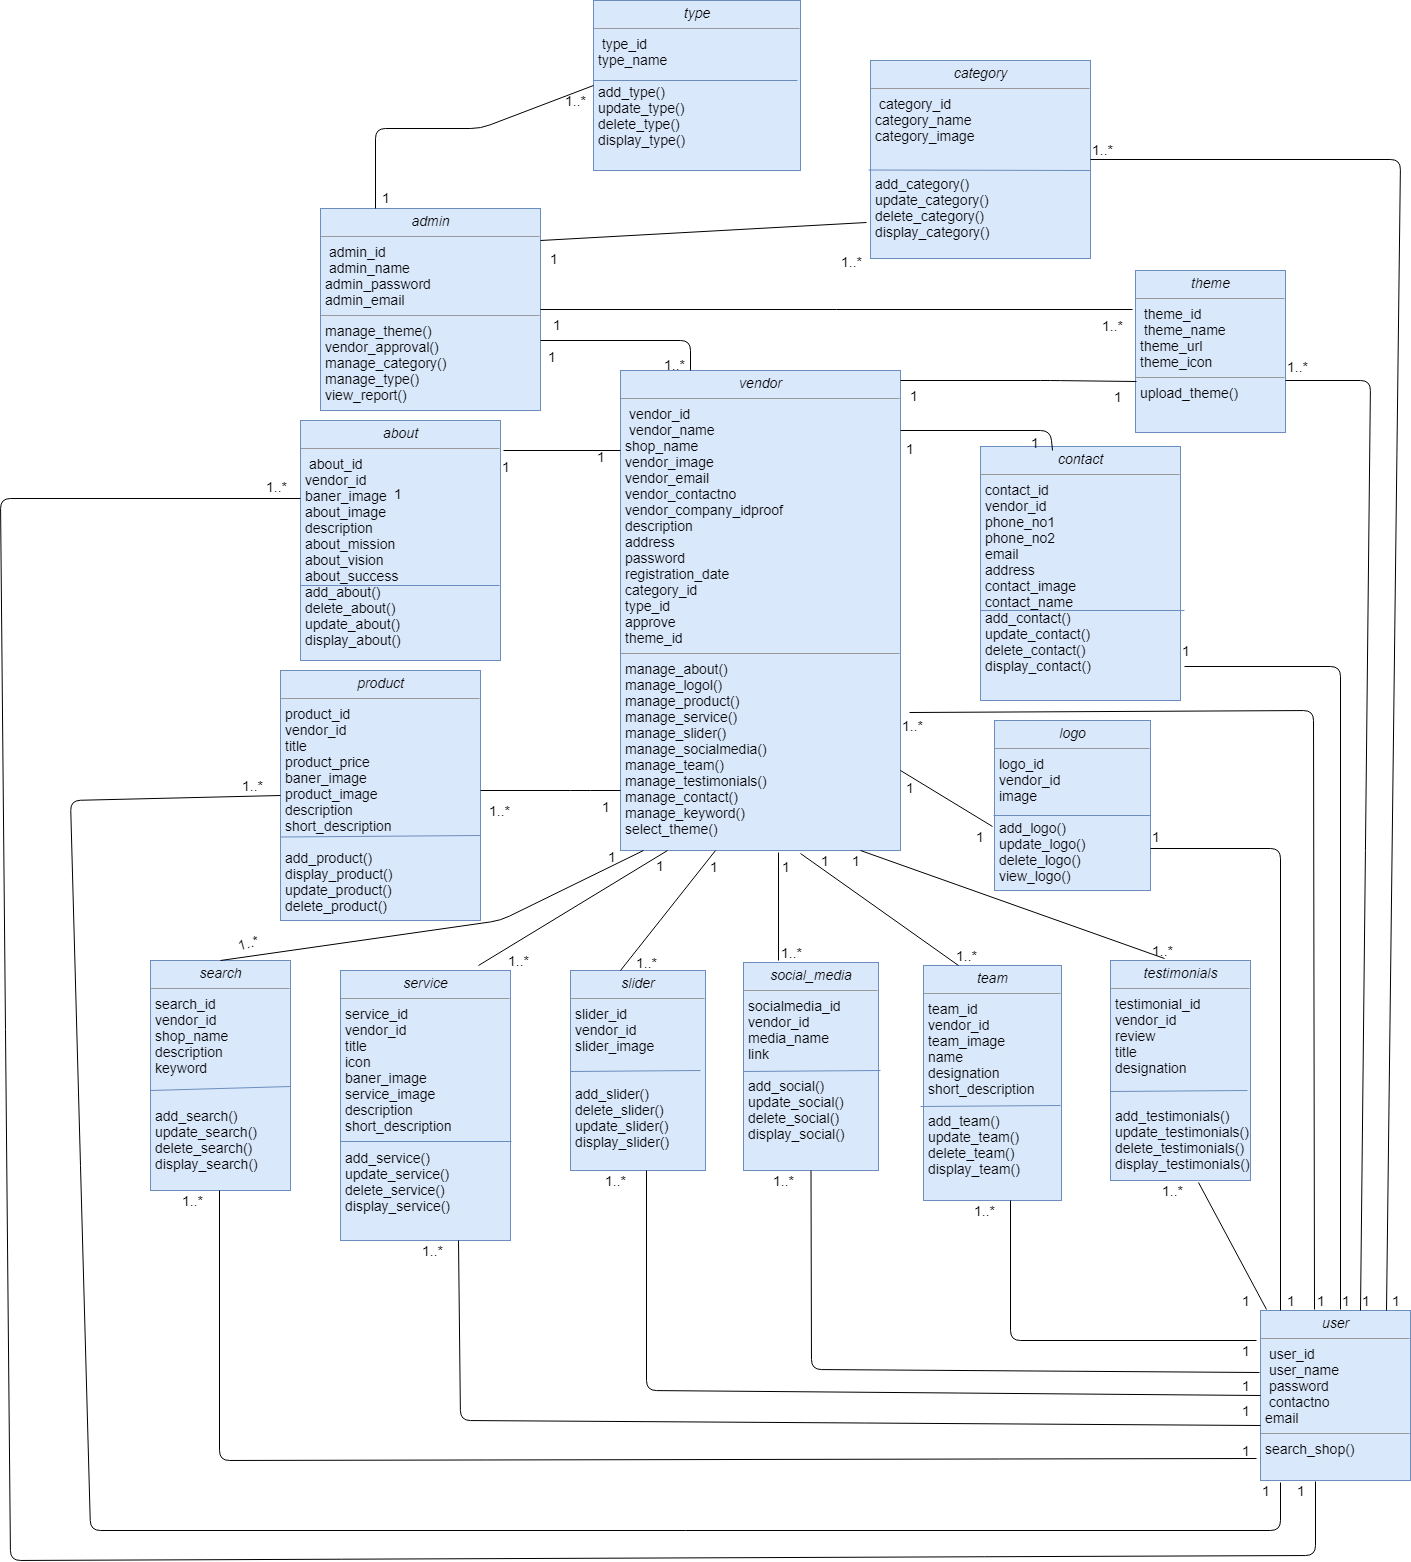 type
type_id
type_name
add_type()
update_type()
delete_type()
display_type()
1..*
1
category
category_id
category_name
category_image
add_category()
update_category()
delete_category()
display_category()
1..*
1..*
admin
admin_id
admin_name
admin_password
admin_email
manage_theme()
vendor_approval()
manage_category()
manage_type()
view_report()
1
1
1
theme
theme_id
theme_name
theme_url
theme_icon
upload_theme()
1..*
1..*
1
vendor
vendor_id
vendor_name
shop_name
vendor_image
vendor_email
vendor_contactno
vendor_company_idproof
description
address
password
registration_date
category_id
type_id
approve
theme_id
manage_about()
manage_logol()
manage_product()
manage_service()
manage_slider()
manage_socialmedia()
manage_team()
manage_testimonials()
manage_contact()
manage_keyword()
select_theme()
1..*
1
1
1
1..*
1
1
1
1
1
1
1
1
1
about
about_id
vendor_id
baner_image 1
about_image
description
about_mission
about_vision
about_success
add_about()
delete_about()
update_about()
display_about()
1
1..*
contact
contact_id
vendor_id
phone_no1
phone_no2
email
address
contact_image
contact_name
add_contact()
update_contact()
delete_contact()
display_contact()
1
1
product
product_id
vendor_id
title
product_price
baner_image
product_image
description
short_description
add_product()
display_product()
update_product()
delete_product()
1..*
1..*
logo
logo_id
vendor_id
image
add_logo()
update_logo()
delete_logo()
view_logo()
1
1
search
search_id
vendor_id
shop_name
description
keyword
add_search()
update_search()
delete_search()
display_search()
1..*
1..*
service
service_id
vendor_id
title
icon
baner_image
service_image
description
short_description
add_service()
update_service()
delete_service()
display_service()
1..*
1..*
slider
slider_id
vendor_id
slider_image
add_slider()
delete_slider()
update_slider()
display_slider()
1..*
1..*
social_media
socialmedia_id
vendor_id
media_name
link
add_social()
update_social()
delete_social()
display_social()
1..*
1..*
team
team_id
vendor_id
team_image
name
designation
short_description
add_team()
update_team()
delete_team()
display_team()
1..*
1..*
testimonials
testimonial_id
vendor_id
review
title
designation
add_testimonials()
update_testimonials()
delete_testimonials()
display_testimonials()
1..*
1..*
1
1
1
1
1
1
user
user_id
user_name
password
contactno
email
search_shop()
1
1
1
1
1
1